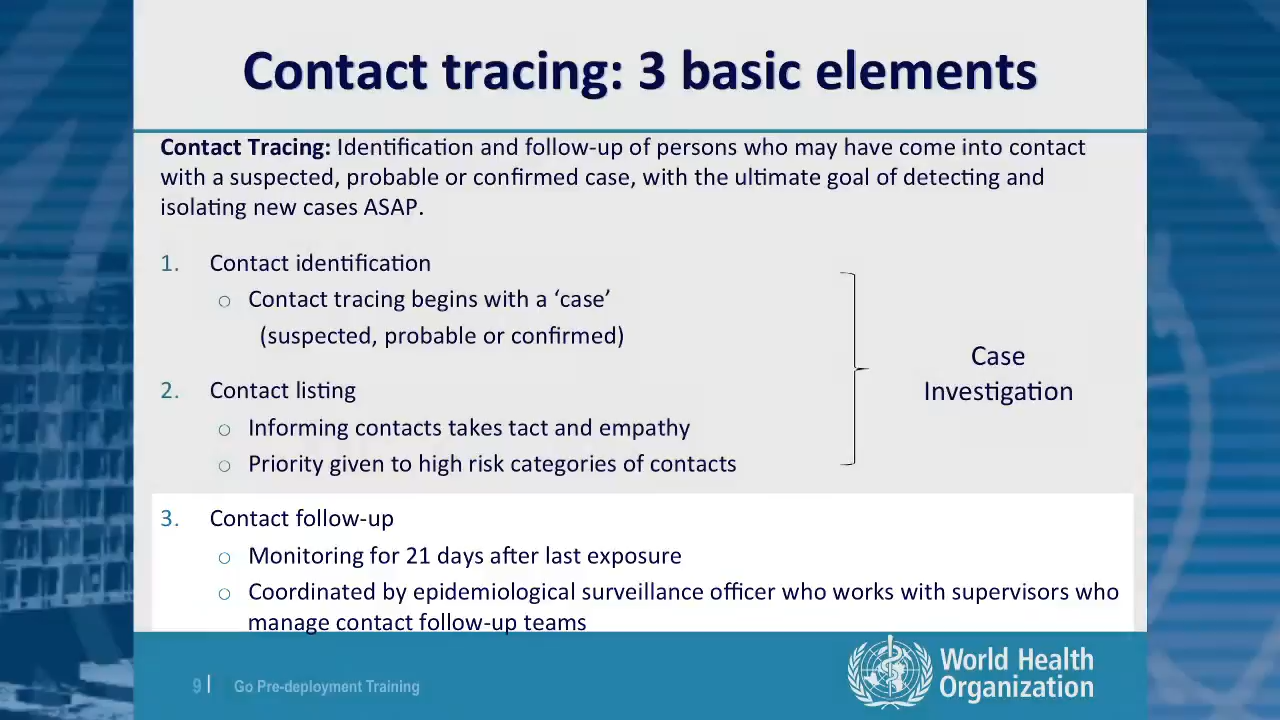 Contact tracing: 3 basic elements
Contact Tracing: Identification and follow-up of persons who may have come into contact
with a suspected, probable or confirmed case, with the ultimate goal of detecting and
isolating new cases ASAP.
1. Contact identification
○ Contact tracing begins with a ‘case’
(suspected, probable or confirmed)
2. Contact listing
○ Informing contacts takes tact and empathy
○ Priority given to high risk categories of contacts
Case
Investigation
3. Contact follow-up
○ Monitoring for 21 days after last exposure
○ Coordinated by epidemiological surveillance officer who works with supervisors who
manage contact follow-up teams
9 | Go Pre-deployment Training
World Health
Organization